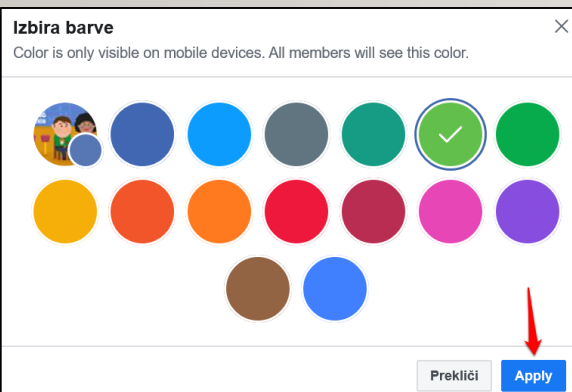 Izbira barve
Color is only visible on mobile devices. All members will see this color.
Prekliči
Apply